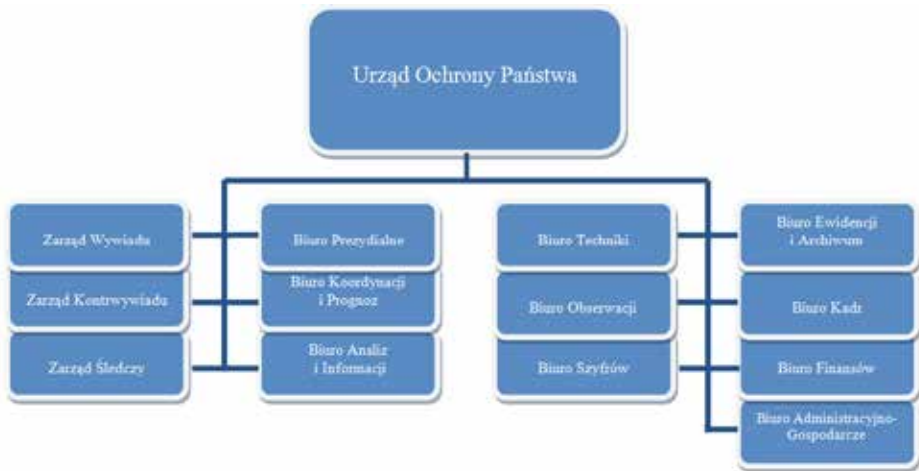 Urząd Ochrony Państwa
Zarząd Wywiadu
Zarząd Kontrwywiadu
Zarząd Śledczy
Biuro Prezydialne
Biuro Koordynacji
i Prognoz
Biuro Analiz
i Informacji
Biuro Techniki
Biuro Obserwacji
Biuro Szyfrów
Biuro Ewidencji
i Archiwum
Biuro Kadr
Biuro Finansów
Biuro Administracyjno-
Gospodarcze